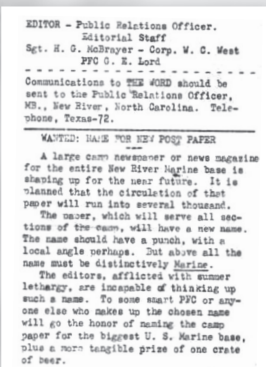 EDITOR - Public Relations Officer.
Editorial Staff
Sgt. H. G. McBrayer - Corp. W. C. West
PFC G. E. Lord
Communications to THE WORD should be
sent to the Public Relations Officer,
MB., New River, North Carolina. Tele-
phone, Texas-72.
WANTED: NAME FOR NEW POST PAPER
A large camp newspaper or news magazine
for the entire New River Marine base is
shaping up for the near future. It is
planned that the circulation of that
paper will run into several thousand.
The paper, which will serve all sec-
tions of the camp, will have a new name.
The name should have a punch, with a
local angle perhaps. But above all the
name must be distinctively Marine.
The editors, afflicted with summer
lethargy, are incapable of thinking up
such a name. To some smart PFC or any-
one else who makes up the chosen name
will go the honor of naming the camp
paper for the biggest U. S. Marine base,
plus a more tangible prize of one crate
of beer.